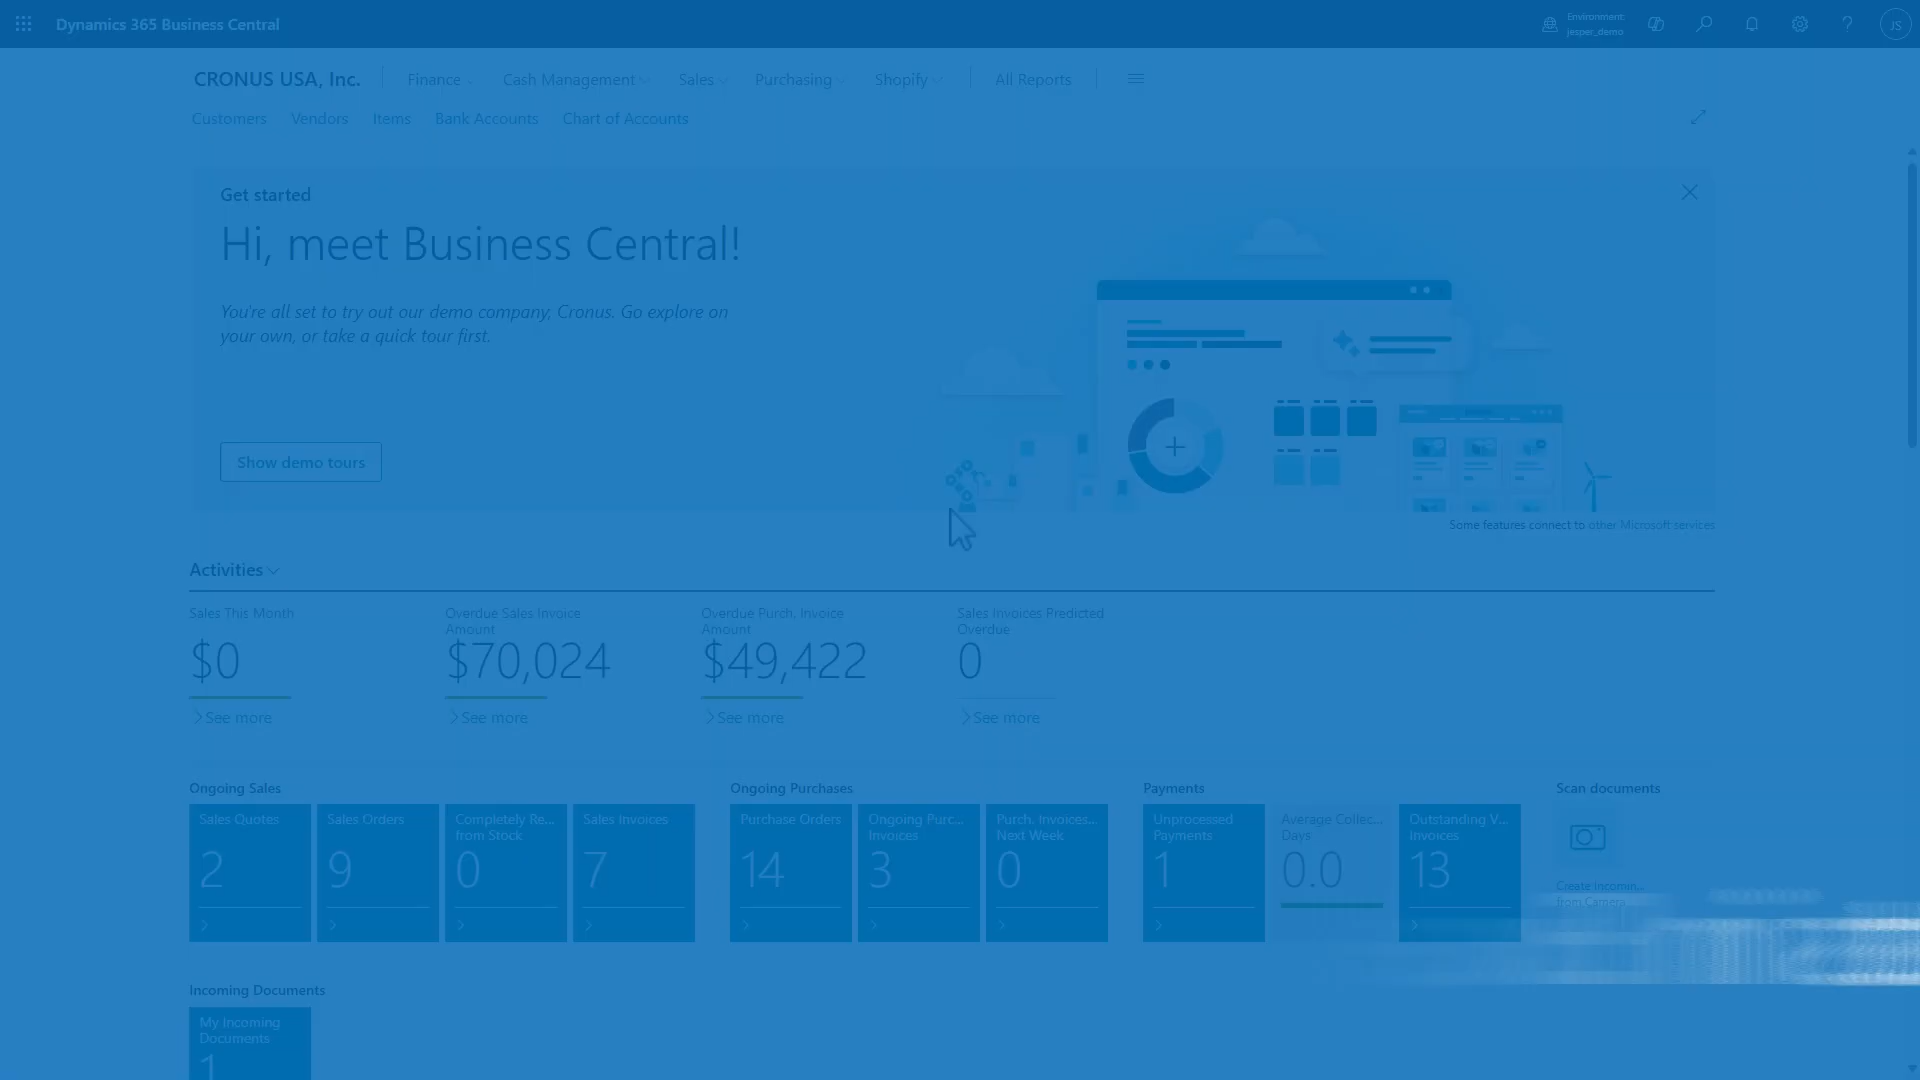 Dynamics 365 Business Central
Environment:
jesper_demo
JS
CRONUS USA, Inc.
Finance
Cash Management
Sales
Purchasing
Shopify
All Reports
Customers
Vendors
Items
Bank Accounts
Chart of Accounts
Get started
Hi, meet Business Central!
You're all set to try out our demo company, Cronus. Go explore on
your own, or take a quick tour first.
Show demo tours
Some features connect to other Microsoft services
Activities
Sales This Month
$0
See more
Overdue Sales Invoice
Amount
$70,024
See more
Overdue Purch. Invoice
Amount
$49,422
See more
Sales Invoices Predicted
Overdue
0
See more
Ongoing Sales
Sales Quotes
2
Sales Orders
9
Completely Re...
from Stock
0
Sales Invoices
7
Ongoing Purchases
Purchase Orders
14
Ongoing Purc...
Invoices
3
Purch. Invoices...
Next Week
0
Payments
Unprocessed
Payments
1
Average Collec...
Days
0.0
Outstanding V...
Invoices
13
Scan documents
Create Incomin...
from Camera
Incoming Documents
My Incoming
Documents
1